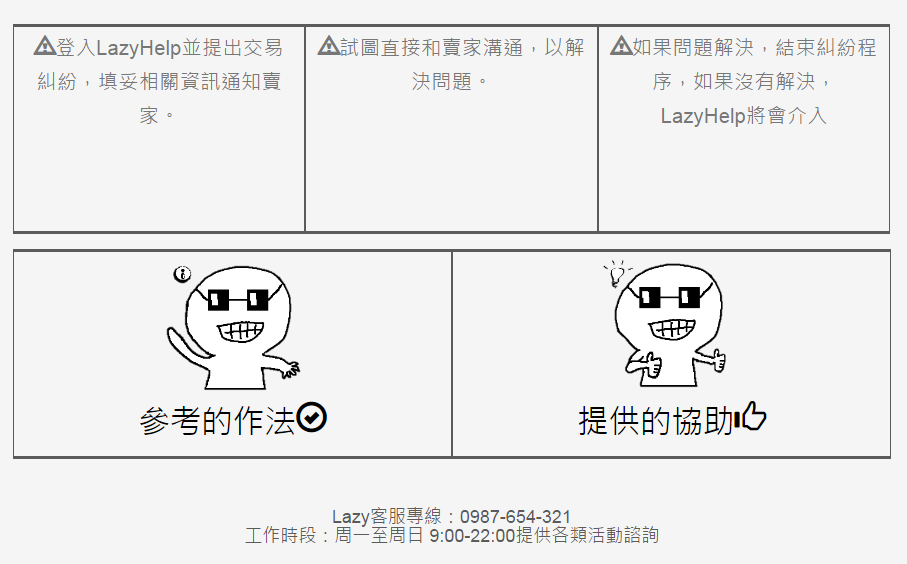 登入LazyHelp並提出交易
糾紛，填妥相關資訊通知賣
家。
試圖直接和賣家溝通，以解
決問題。
如果問題解決，結束糾紛程
序，如果沒有解決，
LazyHelp將會介入
參考的作法
提供的協助
Lazy客服專線：0987-654-321
工作時段：周一至周日 9:00-22:00提供各類活動諮詢